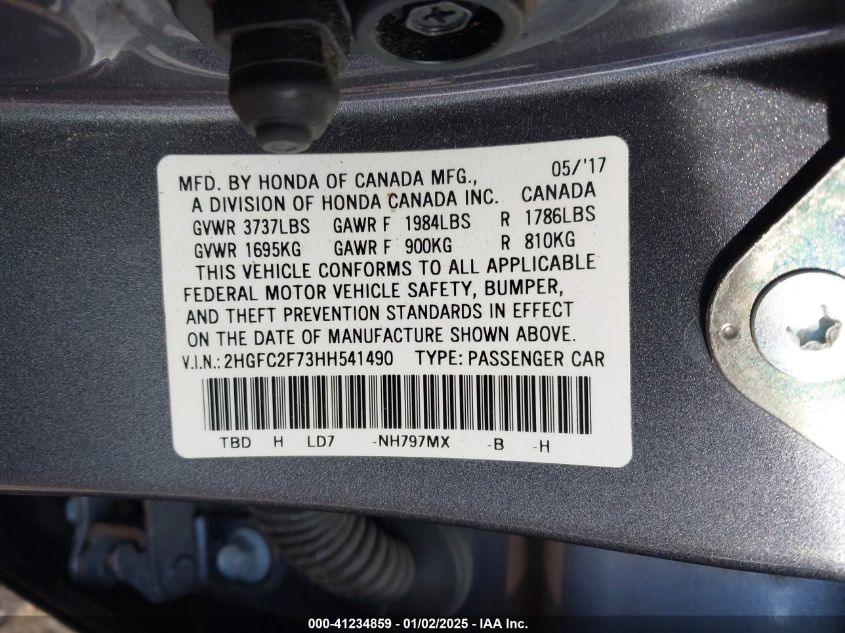 MFD. BY HONDA OF CANADA MFG., 05/'17
A DIVISION OF HONDA CANADA INC. CANADA
GVWR 3737LBS GAWR F 1984LBS R 1786LBS
GVWR 1695KG GAWR F 900KG R 810KG
THIS VEHICLE CONFORMS TO ALL APPLICABLE
FEDERAL MOTOR VEHICLE SAFETY, BUMPER,
AND THEFT PREVENTION STANDARDS IN EFFECT
ON THE DATE OF MANUFACTURE SHOWN ABOVE.
V.I.N.: 2HGFC2F73HH541490 TYPE: PASSENGER CAR
TBD H LD7 -NH797MX -B -H
000-41234859 - 01/02/2025 - IAA Inc.